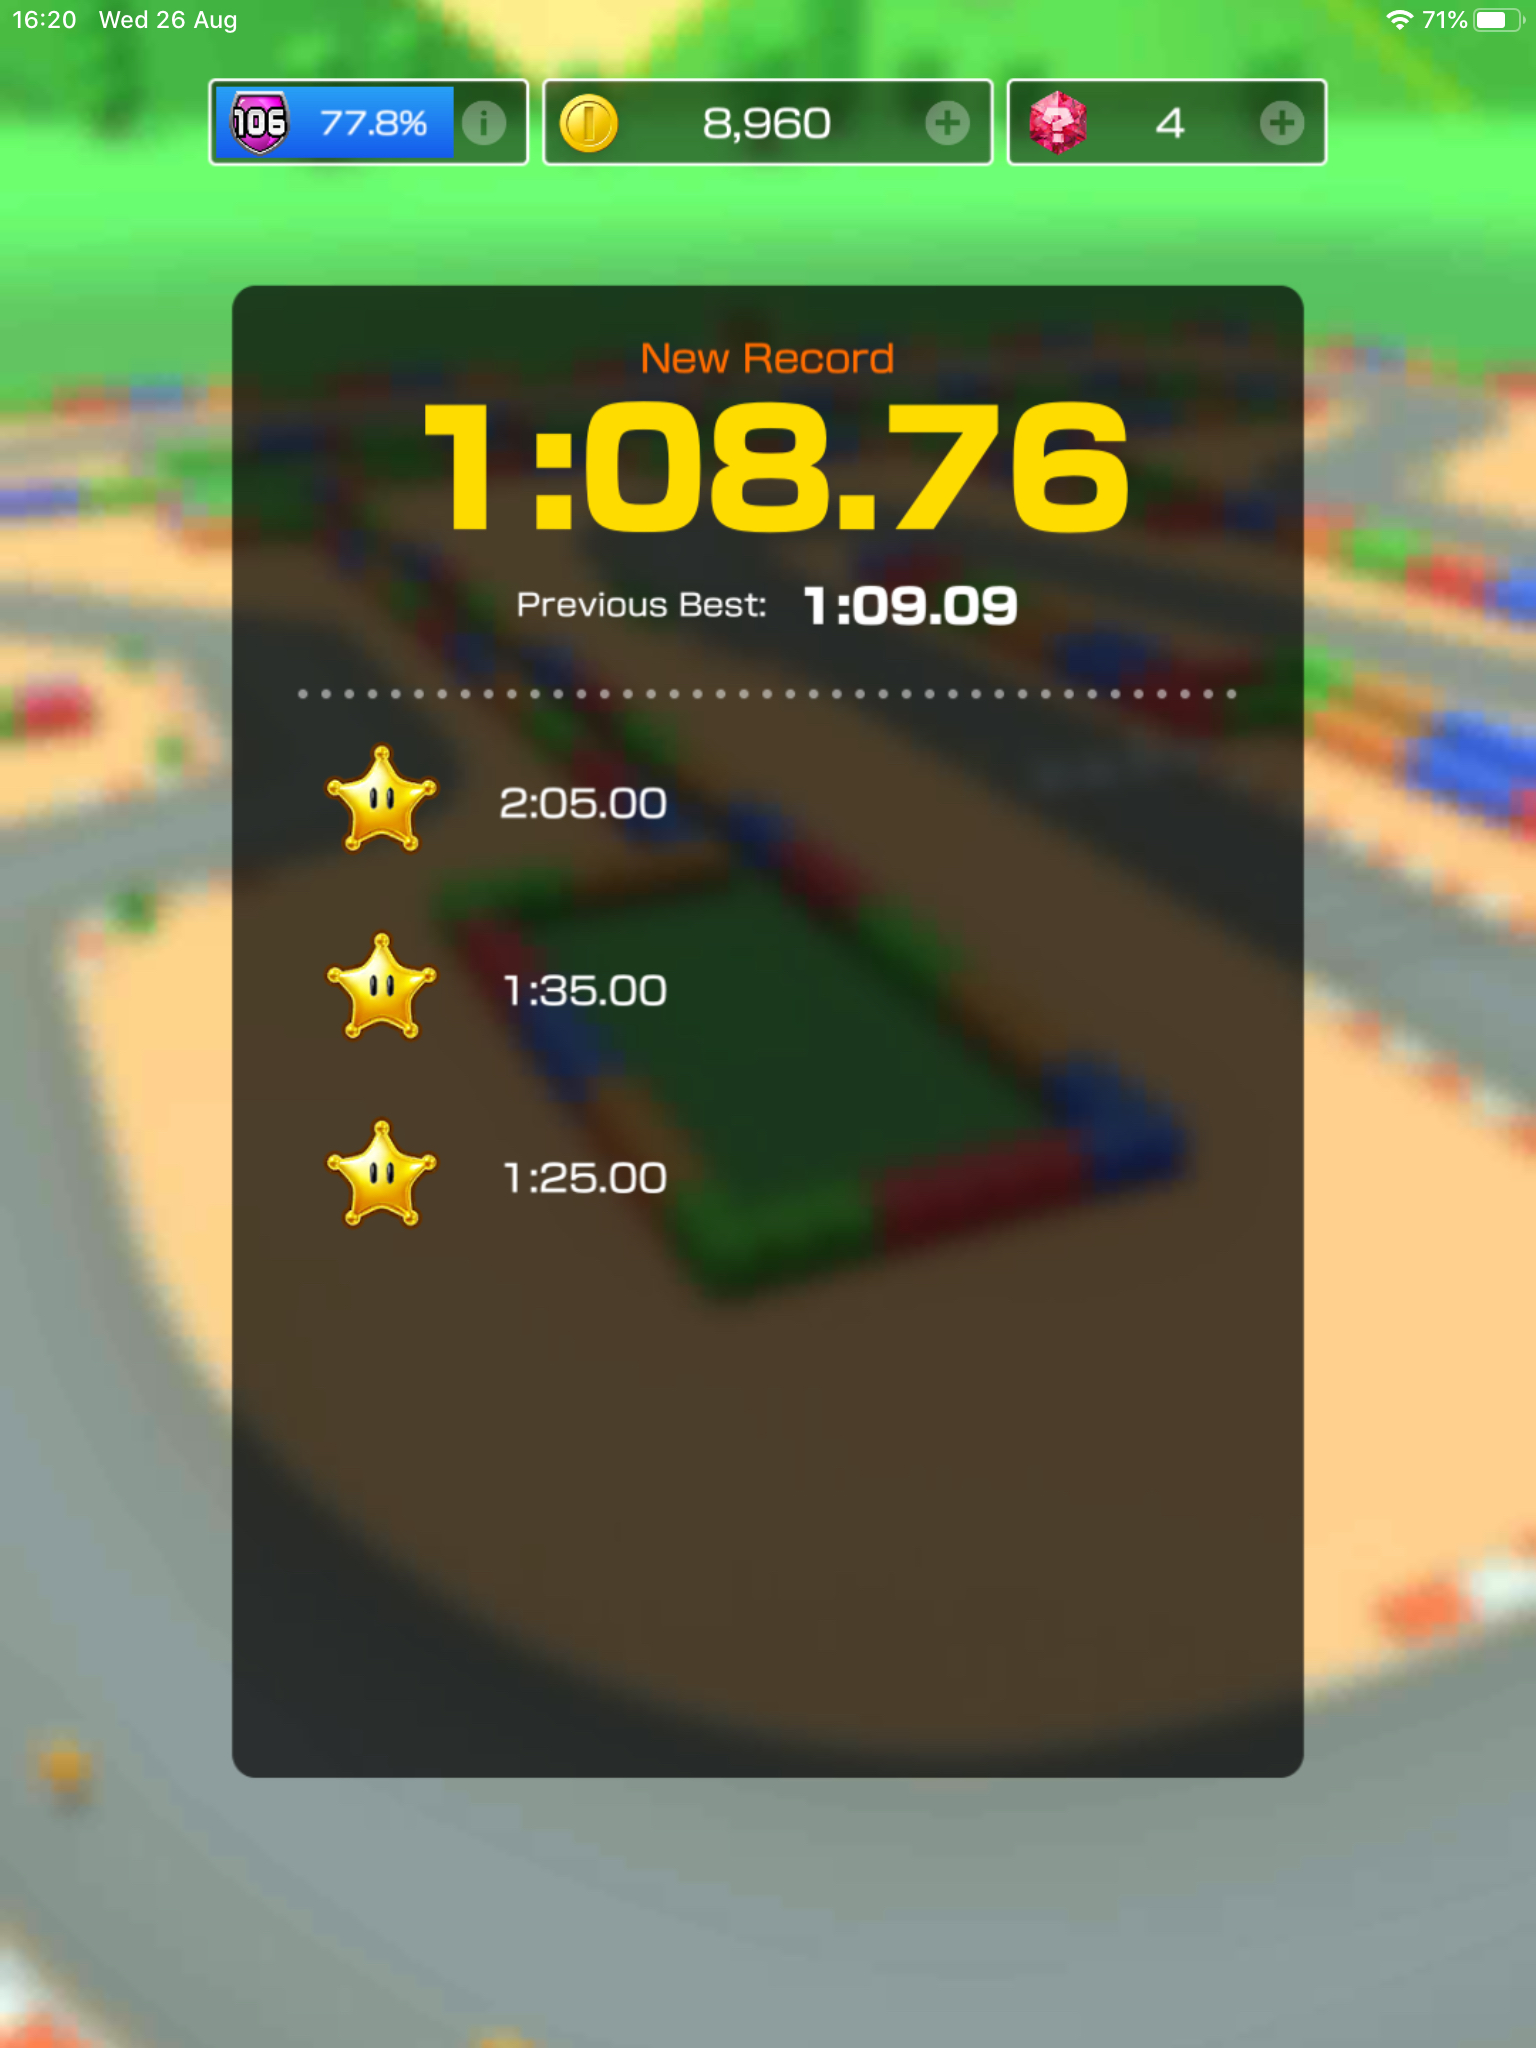 16:20 Wed 26 Aug 71%
106 77.8% i 8,960 + ? 4 +
New Record
1:08.76
Previous Best: 1:09.09
2:05.00
1:35.00
1:25.00